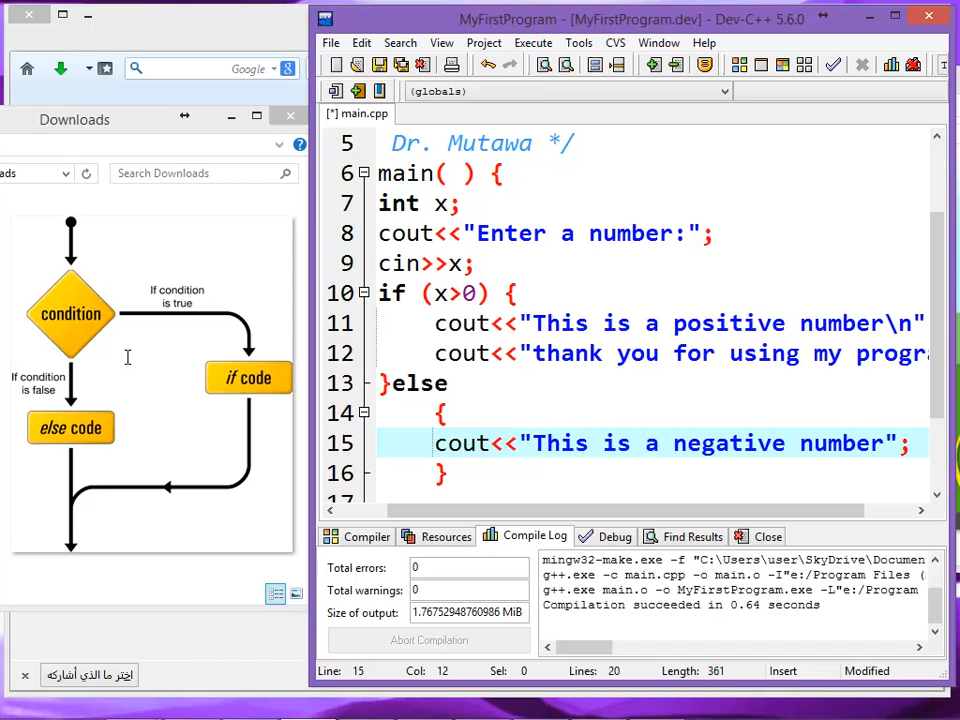 Google
Downloads
ads
Search Downloads
If condition
is true
condition
If condition
is false
if code
else code
اختر ما الذي أشاركه
MyFirstProgram - [MyFirstProgram.dev] - Dev-C++ 5.6.0
File Edit Search View Project Execute Tools CVS Window Help
(globals)
[*] main.cpp
5 Dr. Mutawa */
6 main( ) {
7 int x;
8 cout<<"Enter a number:";
9 cin>>x;
10 if (x>0) {
11 cout<<"This is a positive number\n"
12 cout<<"thank you for using my progra
13 }else
14 {
15 cout<<"This is a negative number";
16 }
17
Compiler Resources Compile Log Debug Find Results Close
Total errors: 0
Total warnings: 0
Size of output: 1.76752948760986 MiB
Abort Compilation
mingw32-make.exe -f "C:\Users\user\SkyDrive\Documen
g++.exe -c main.cpp -o main.o -I"e:/Program Files (
g++.exe main.o -o MyFirstProgram.exe -L"e:/Program
Compilation succeeded in 0.64 seconds
Line: 15 Col: 12 Sel: 0 Lines: 20 Length: 361 Insert Modified